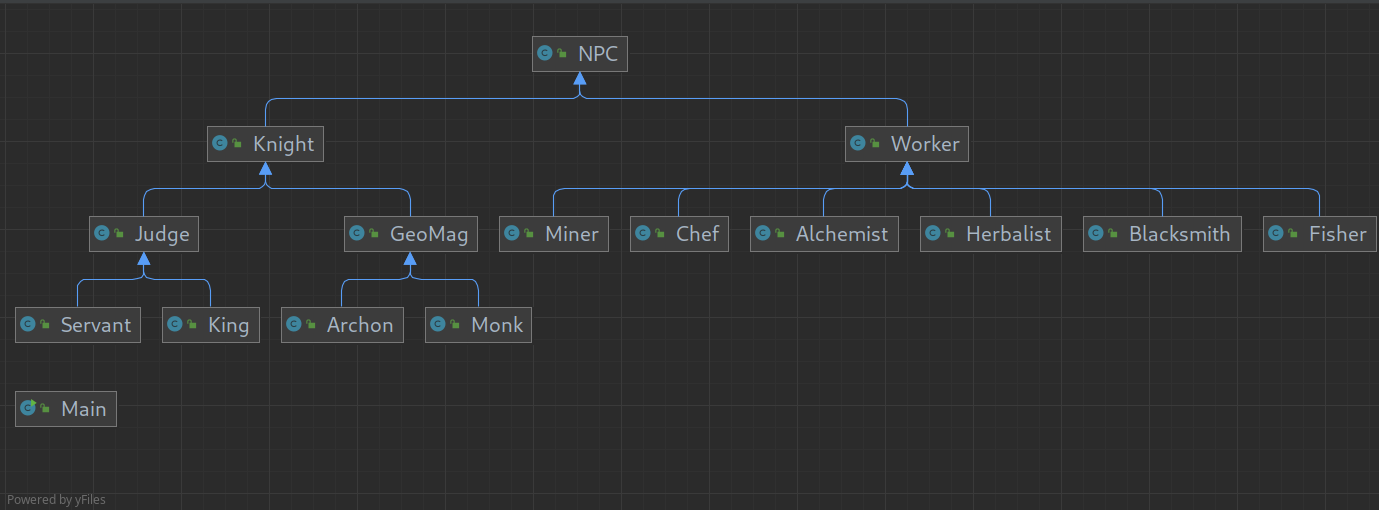 NPC
Knight
Worker
Judge
GeoMag
Miner
Chef
Alchemist
Herbalist
Blacksmith
Fisher
Servant
King
Archon
Monk
Main
Powered by yFiles